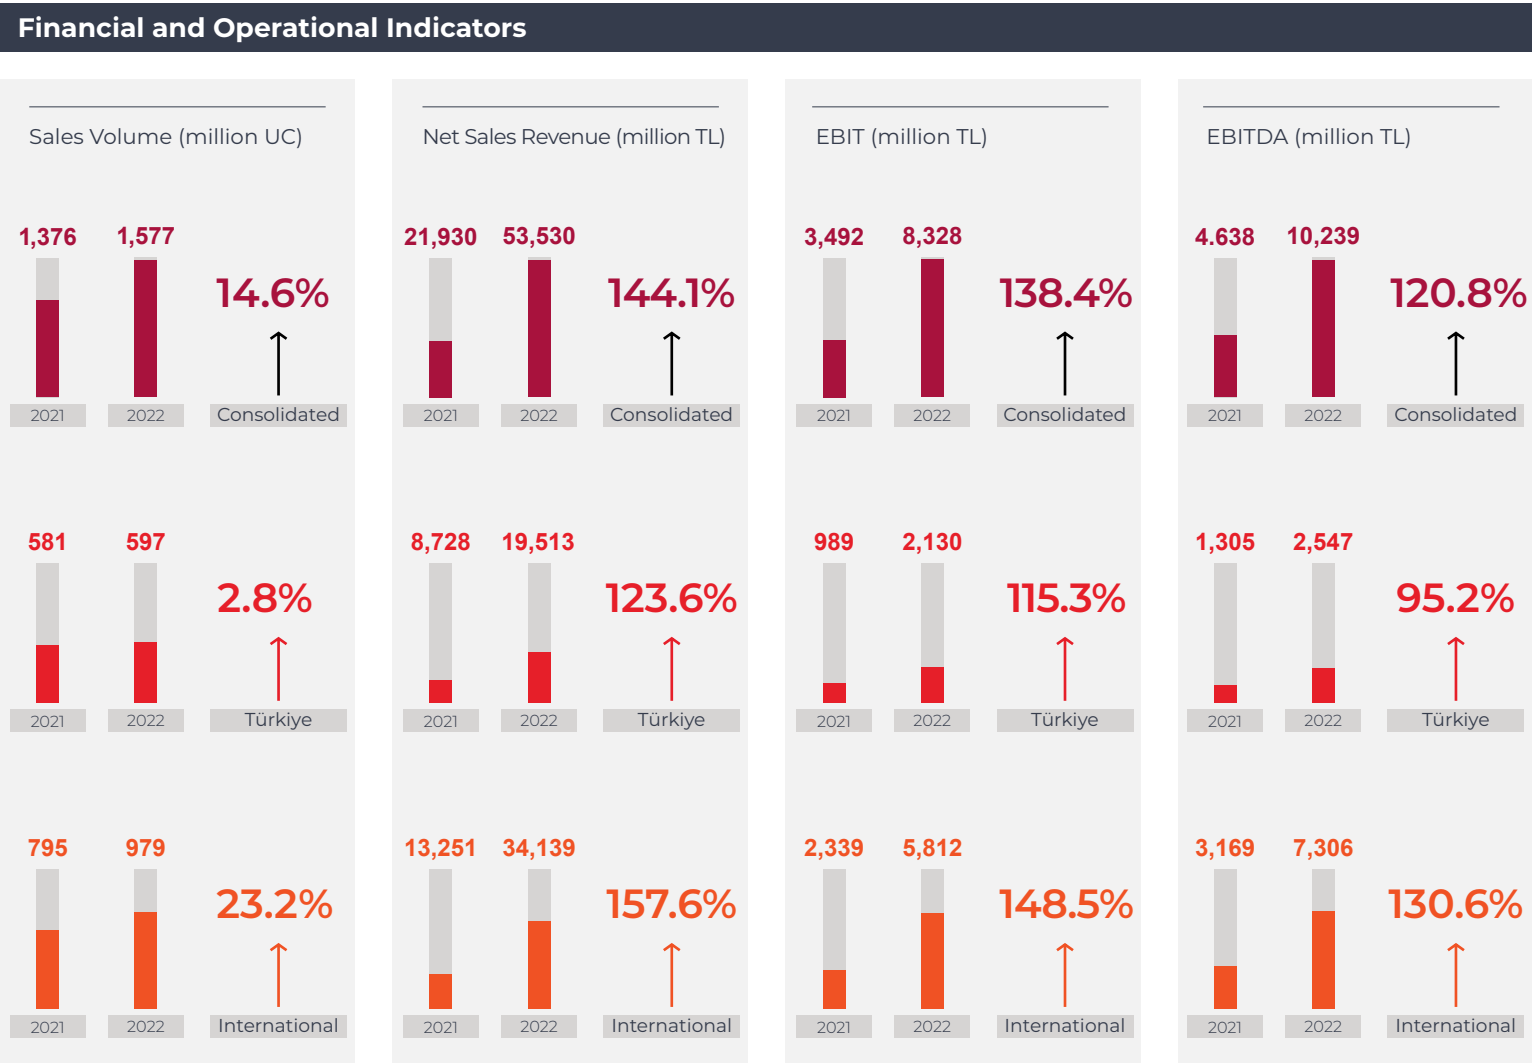 Financial and Operational Indicators
Sales Volume (million UC)
1,376 1,577
14.6%
2021 2022 Consolidated
581 597
2.8%
2021 2022 Türkiye
795 979
23.2%
2021 2022 International
Net Sales Revenue (million TL)
21,930 53,530
144.1%
2021 2022 Consolidated
8,728 19,513
123.6%
2021 2022 Türkiye
13,251 34,139
157.6%
2021 2022 International
EBIT (million TL)
3,492 8,328
138.4%
2021 2022 Consolidated
989 2,130
115.3%
2021 2022 Türkiye
2,339 5,812
148.5%
2021 2022 International
EBITDA (million TL)
4.638 10,239
120.8%
2021 2022 Consolidated
1,305 2,547
95.2%
2021 2022 Türkiye
3,169 7,306
130.6%
2021 2022 International